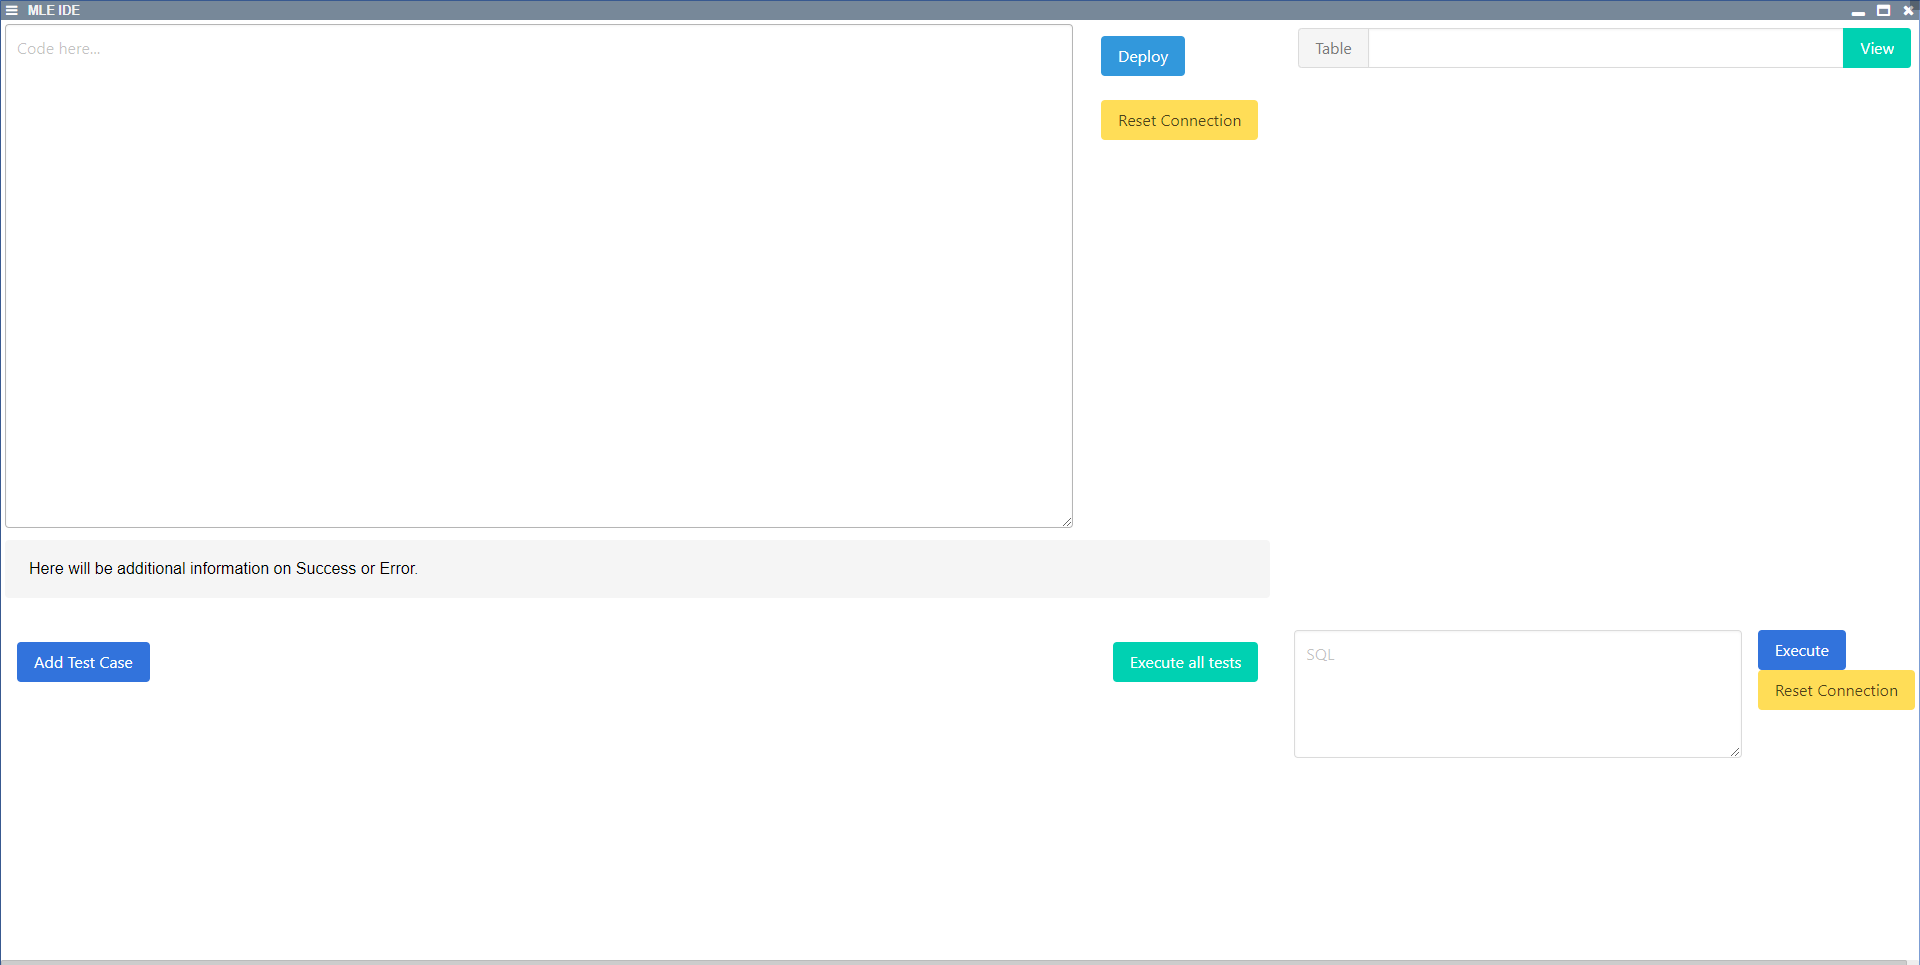 MLE IDE
Code here...
Deploy
Reset Connection
Table
View
Here will be additional information on Success or Error.
Add Test Case
Execute all tests
SQL
Execute
Reset Connection